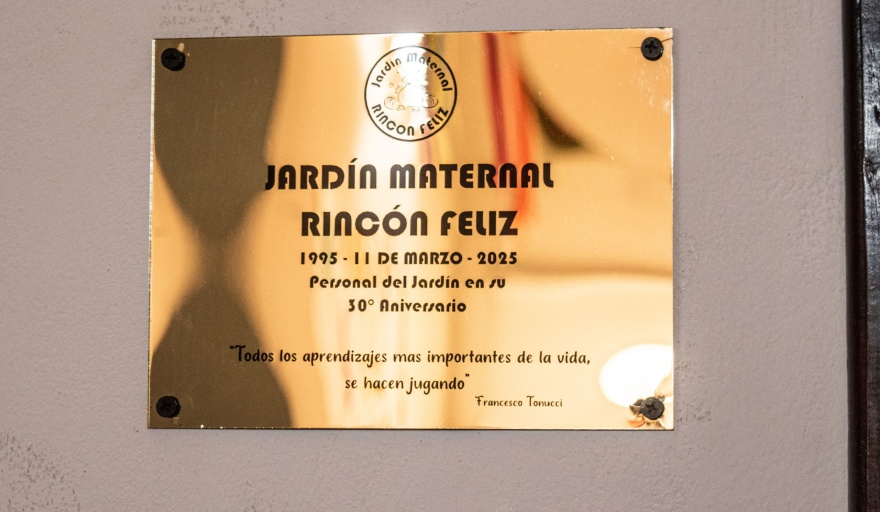 Jardín Maternal
RINCON FELIZ
JARDÍN MATERNAL
RINCÓN FELIZ
1995 - 11 DE MARZO - 2025
Personal del Jardín en su
30° Aniversario
"Todos los aprendizajes mas importantes de la vida,
se hacen jugando"
Francesco Tonucci